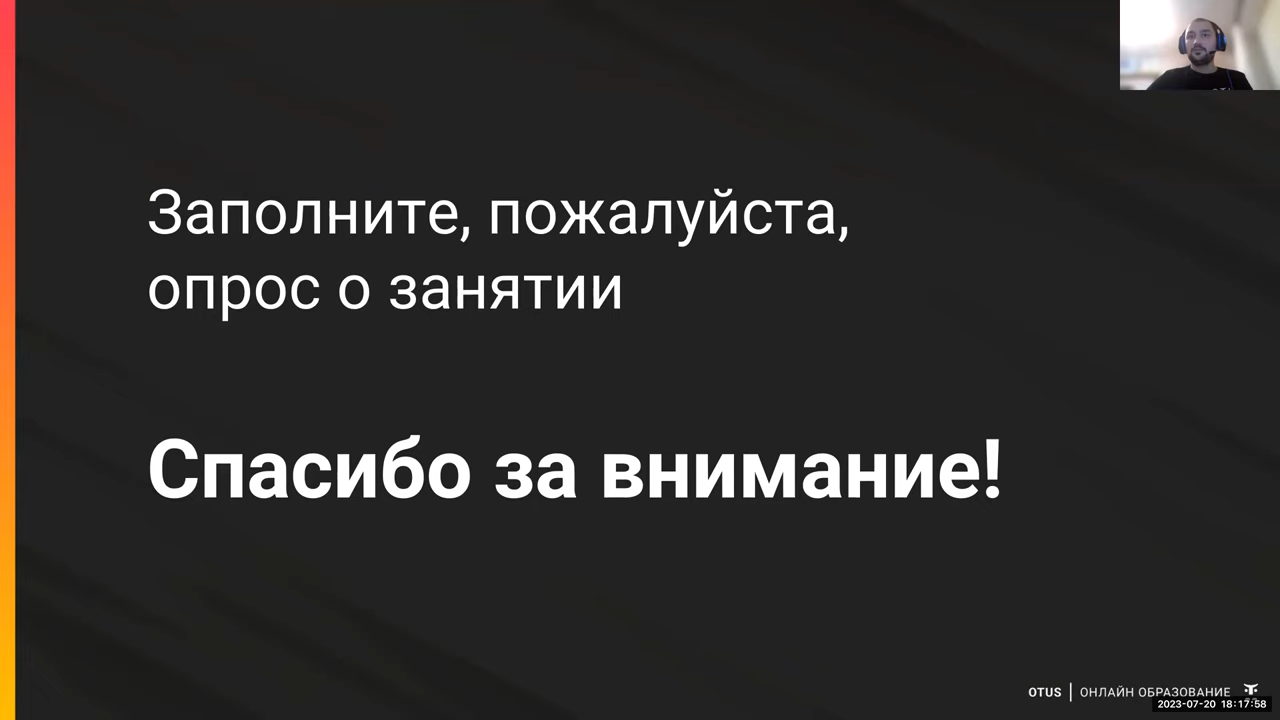 Заполните, пожалуйста,
опрос о занятии
Спасибо за внимание!
OTUS | ОНЛАЙН ОБРАЗОВАНИЕ
2023-07-20 18:17:58